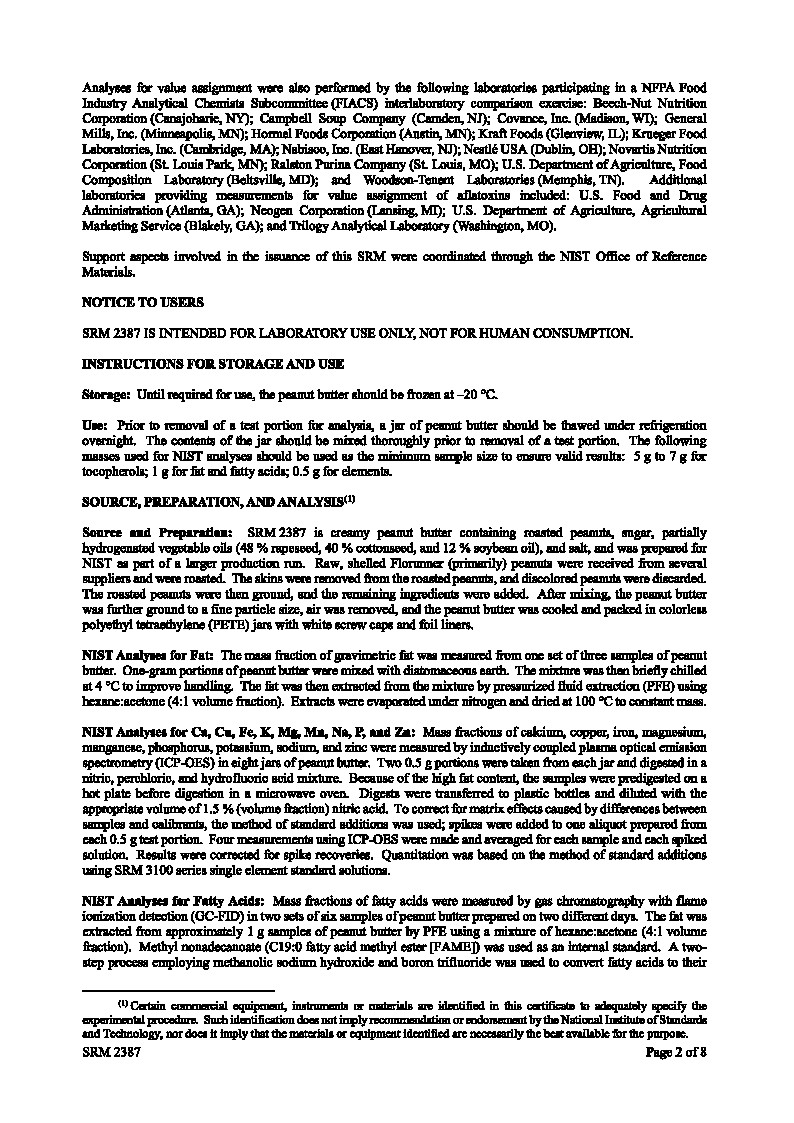 Analyses for value assignment were also performed by the following laboratories participating in a NFPA Food
Industry Analytical Chemists Subcommittee (FIACS) interlaboratory comparison exercise: Beech-Nut Nutrition
Corporation (Canajoharie, NY); Campbell Soup Company (Camden, NJ); Covance, Inc. (Madison, WI); General
Mills, Inc. (Minneapolis, MN); Hormel Foods Corporation (Austin, MN); Kraft Foods (Glenview, IL); Krueger Food
Laboratories, Inc. (Cambridge, MA); Nabisco, Inc. (East Hanover, NJ); Nestlé USA (Dublin, OH); Novartis Nutrition
Corporation (St. Louis Park, MN); Ralston Purina Company (St. Louis, MO); U.S. Department of Agriculture, Food
Composition Laboratory (Beltsville, MD); and Woodson-Tenent Laboratories (Memphis, TN). Additional
laboratories providing measurements for value assignment of aflatoxins included: U.S. Food and Drug
Administration (Atlanta, GA); Neogen Corporation (Lansing, MI); U.S. Department of Agriculture, Agricultural
Marketing Service (Blakely, GA); and Trilogy Analytical Laboratory (Washington, MO).
Support aspects involved in the issuance of this SRM were coordinated through the NIST Office of Reference
Materials.
NOTICE TO USERS
SRM 2387 IS INTENDED FOR LABORATORY USE ONLY, NOT FOR HUMAN CONSUMPTION.
INSTRUCTIONS FOR STORAGE AND USE
Storage: Until required for use, the peanut butter should be frozen at –20 °C.
Use: Prior to removal of a test portion for analysis, a jar of peanut butter should be thawed under refrigeration
overnight. The contents of the jar should be mixed thoroughly prior to removal of a test portion. The following
masses used for NIST analyses should be used as the minimum sample size to ensure valid results: 5 g to 7 g for
tocopherols; 1 g for fat and fatty acids; 0.5 g for elements.
SOURCE, PREPARATION, AND ANALYSIS(1)
Source and Preparation: SRM 2387 is creamy peanut butter containing roasted peanuts, sugar, partially
hydrogenated vegetable oils (48 % rapeseed, 40 % cottonseed, and 12 % soybean oil), and salt, and was prepared for
NIST as part of a larger production run. Raw, shelled Florunner (primarily) peanuts were received from several
suppliers and were roasted. The skins were removed from the roasted peanuts, and discolored peanuts were discarded.
The roasted peanuts were then ground, and the remaining ingredients were added. After mixing, the peanut butter
was further ground to a fine particle size, air was removed, and the peanut butter was cooled and packed in colorless
polyethyl tetraethylene (PETE) jars with white screw caps and foil liners.
NIST Analyses for Fat: The mass fraction of gravimetric fat was measured from one set of three samples of peanut
butter. One-gram portions of peanut butter were mixed with diatomaceous earth. The mixture was then briefly chilled
at 4 °C to improve handling. The fat was then extracted from the mixture by pressurized fluid extraction (PFE) using
hexane:acetone (4:1 volume fraction). Extracts were evaporated under nitrogen and dried at 100 °C to constant mass.
NIST Analyses for Ca, Cu, Fe, K, Mg, Mn, Na, P, and Zn: Mass fractions of calcium, copper, iron, magnesium,
manganese, phosphorus, potassium, sodium, and zinc were measured by inductively coupled plasma optical emission
spectrometry (ICP-OES) in eight jars of peanut butter. Two 0.5 g portions were taken from each jar and digested in a
nitric, perchloric, and hydrofluoric acid mixture. Because of the high fat content, the samples were predigested on a
hot plate before digestion in a microwave oven. Digests were transferred to plastic bottles and diluted with the
appropriate volume of 1.5 % (volume fraction) nitric acid. To correct for matrix effects caused by differences between
samples and calibrants, the method of standard additions was used; spikes were added to one aliquot prepared from
each 0.5 g test portion. Four measurements using ICP-OES were made and averaged for each sample and each spiked
solution. Results were corrected for spike recoveries. Quantitation was based on the method of standard additions
using SRM 3100 series single element standard solutions.
NIST Analyses for Fatty Acids: Mass fractions of fatty acids were measured by gas chromatography with flame
ionization detection (GC-FID) in two sets of six samples of peanut butter prepared on two different days. The fat was
extracted from approximately 1 g samples of peanut butter by PFE using a mixture of hexane:acetone (4:1 volume
fraction). Methyl nonadecanoate (C19:0 fatty acid methyl ester [FAME]) was used as an internal standard. A two-
step process employing methanolic sodium hydroxide and boron trifluoride was used to convert fatty acids to their
(1) Certain commercial equipment, instruments or materials are identified in this certificate to adequately specify the
experimental procedure. Such identification does not imply recommendation or endorsement by the National Institute of Standards
and Technology, nor does it imply that the materials or equipment identified are necessarily the best available for the purpose.
SRM 2387 Page 2 of 8